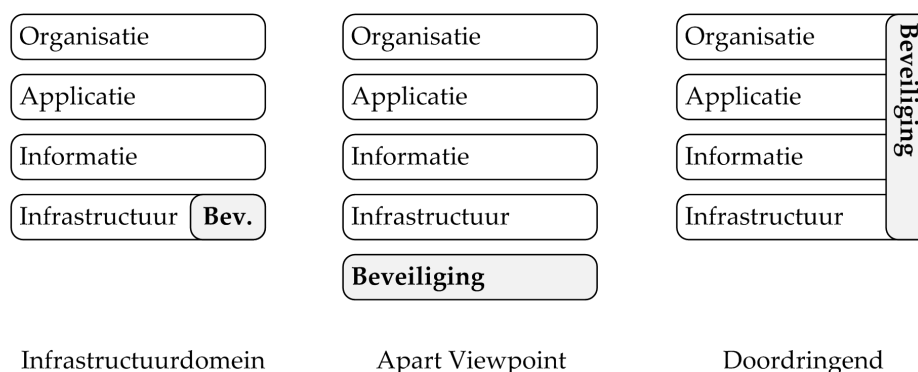 Organisatie
Applicatie
Informatie
Infrastructuur Bev.
Infrastructuurdomein
Organisatie
Applicatie
Informatie
Infrastructuur
Beveiliging
Apart Viewpoint
Organisatie
Applicatie
Informatie
Infrastructuur
Beveiliging
Doordringend